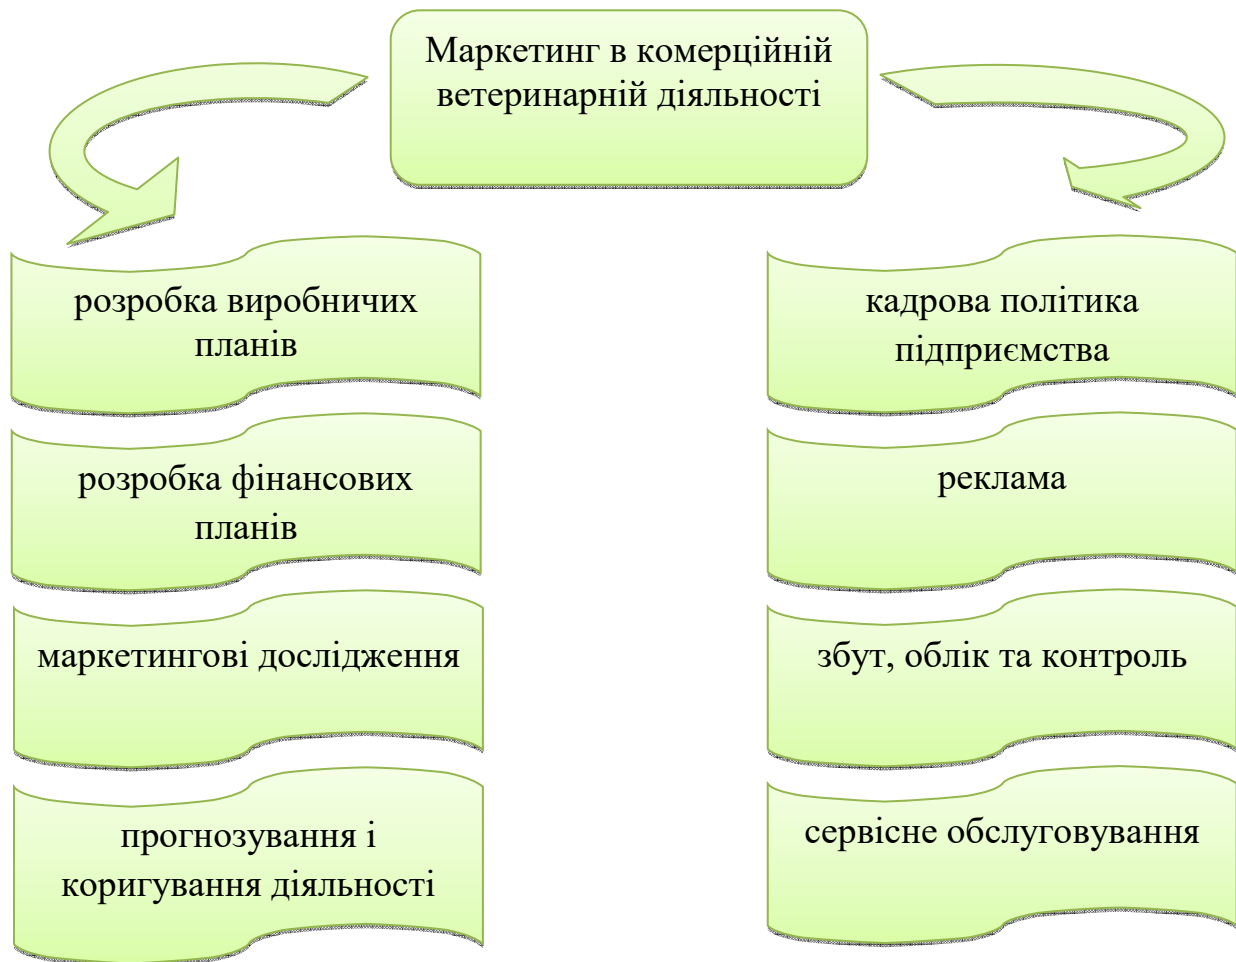 Маркетинг в комерційній
ветеринарній діяльності
розробка виробничих
планів
розробка фінансових
планів
маркетингові дослідження
прогнозування і
коригування діяльності
кадрова політика
підприємства
реклама
збут, облік та контроль
сервісне обслуговування